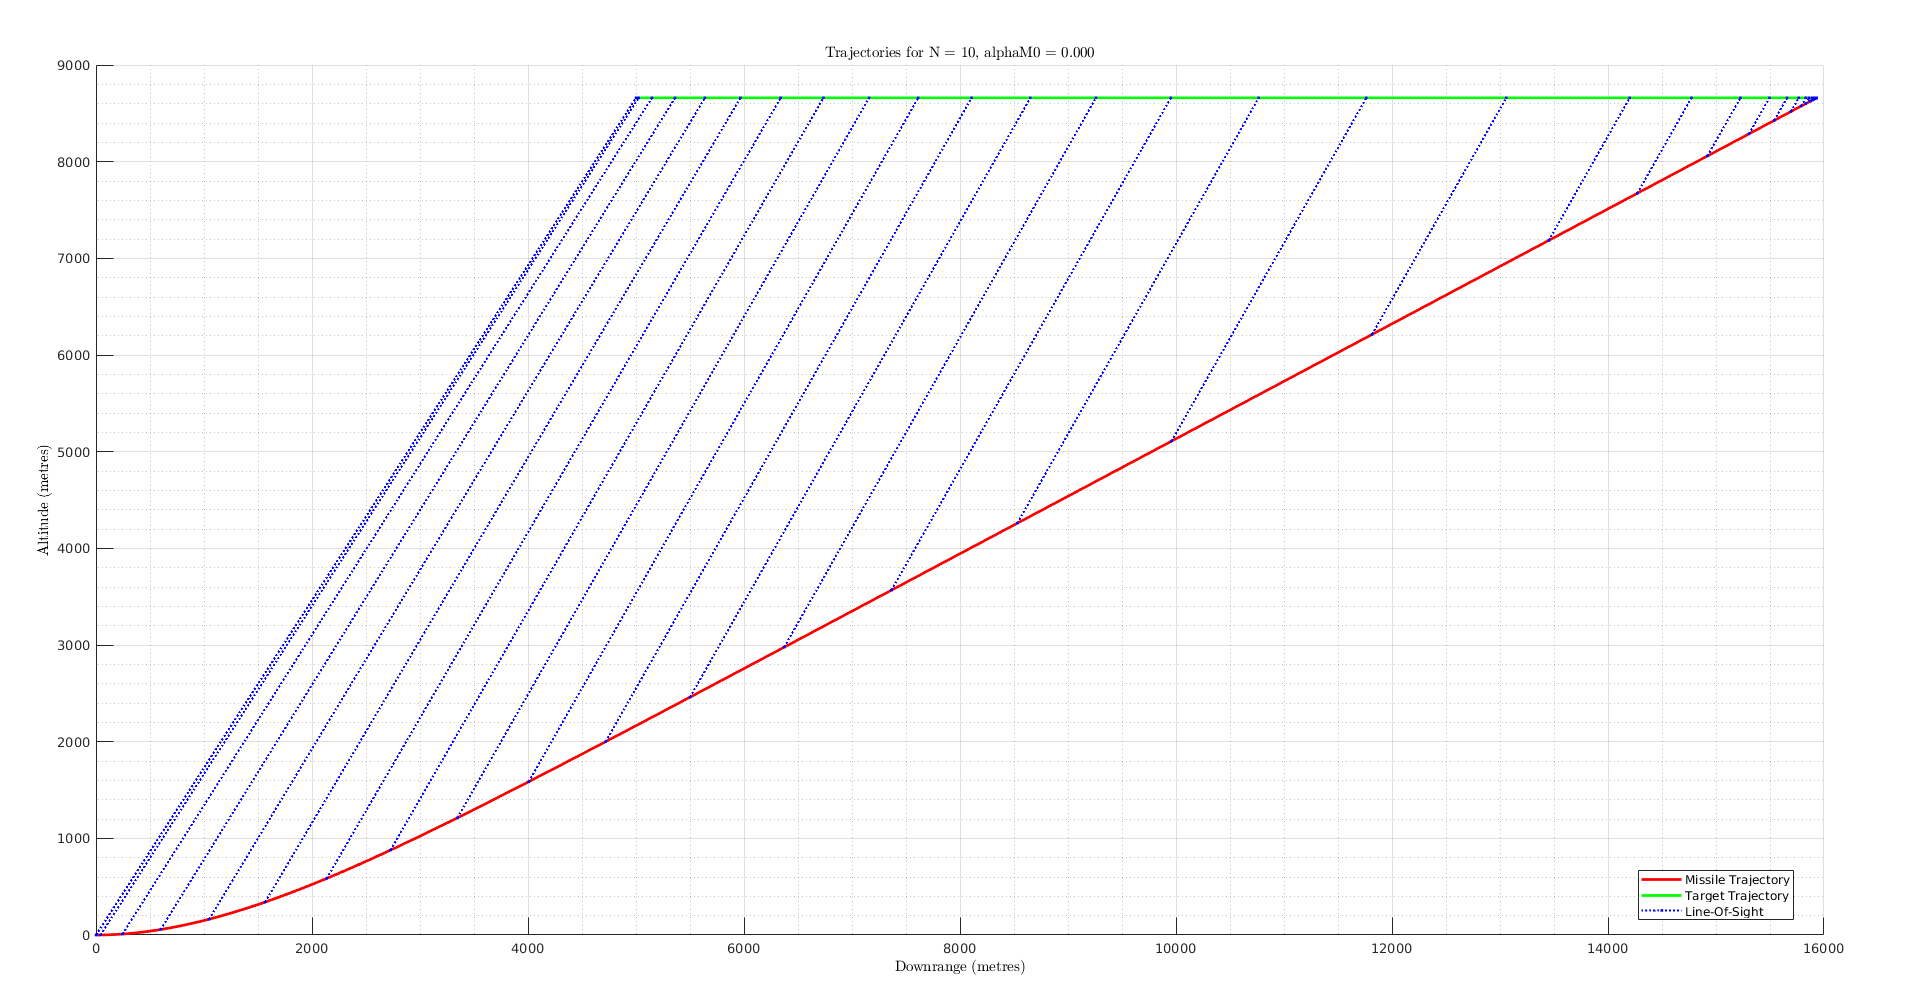 Trajectories for N = 10, alphaM0 = 0.000
9000
8000
7000
6000
5000
4000
3000
2000
1000
0
Altitude (metres)
0 2000 4000 6000 8000 10000 12000 14000 16000
Downrange (metres)
Missile Trajectory
Target Trajectory
Line-Of-Sight